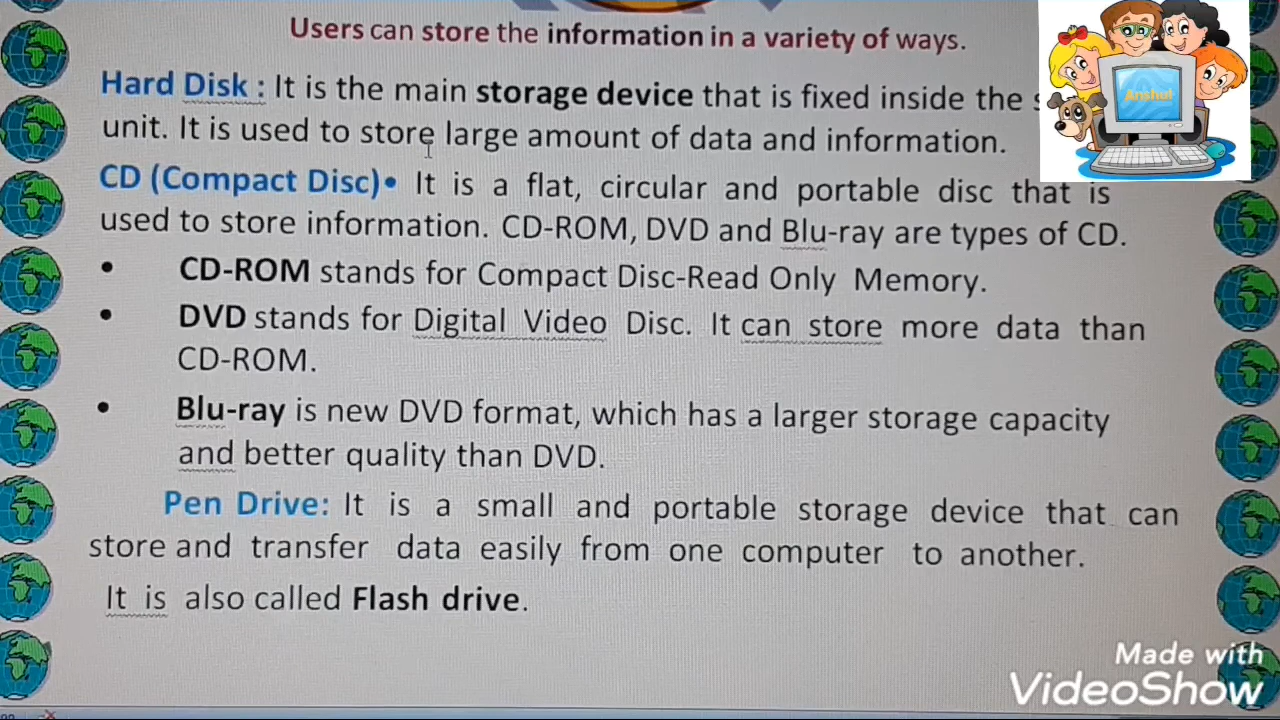 Users can store the information in a variety of ways.
Hard Disk : It is the main storage device that is fixed inside the
Anshul
unit. It is used to store large amount of data and information.
CD (Compact Disc)• It is a flat, circular and portable disc that is
used to store information. CD-ROM, DVD and Blu-ray are types of CD.
• CD-ROM stands for Compact Disc-Read Only Memory.
• DVD stands for Digital Video Disc. It can store more data than
CD-ROM.
• Blu-ray is new DVD format, which has a larger storage capacity
and better quality than DVD.
Pen Drive: It is a small and portable storage device that can
store and transfer data easily from one computer to another.
It is also called Flash drive.
Made with
VideoShow